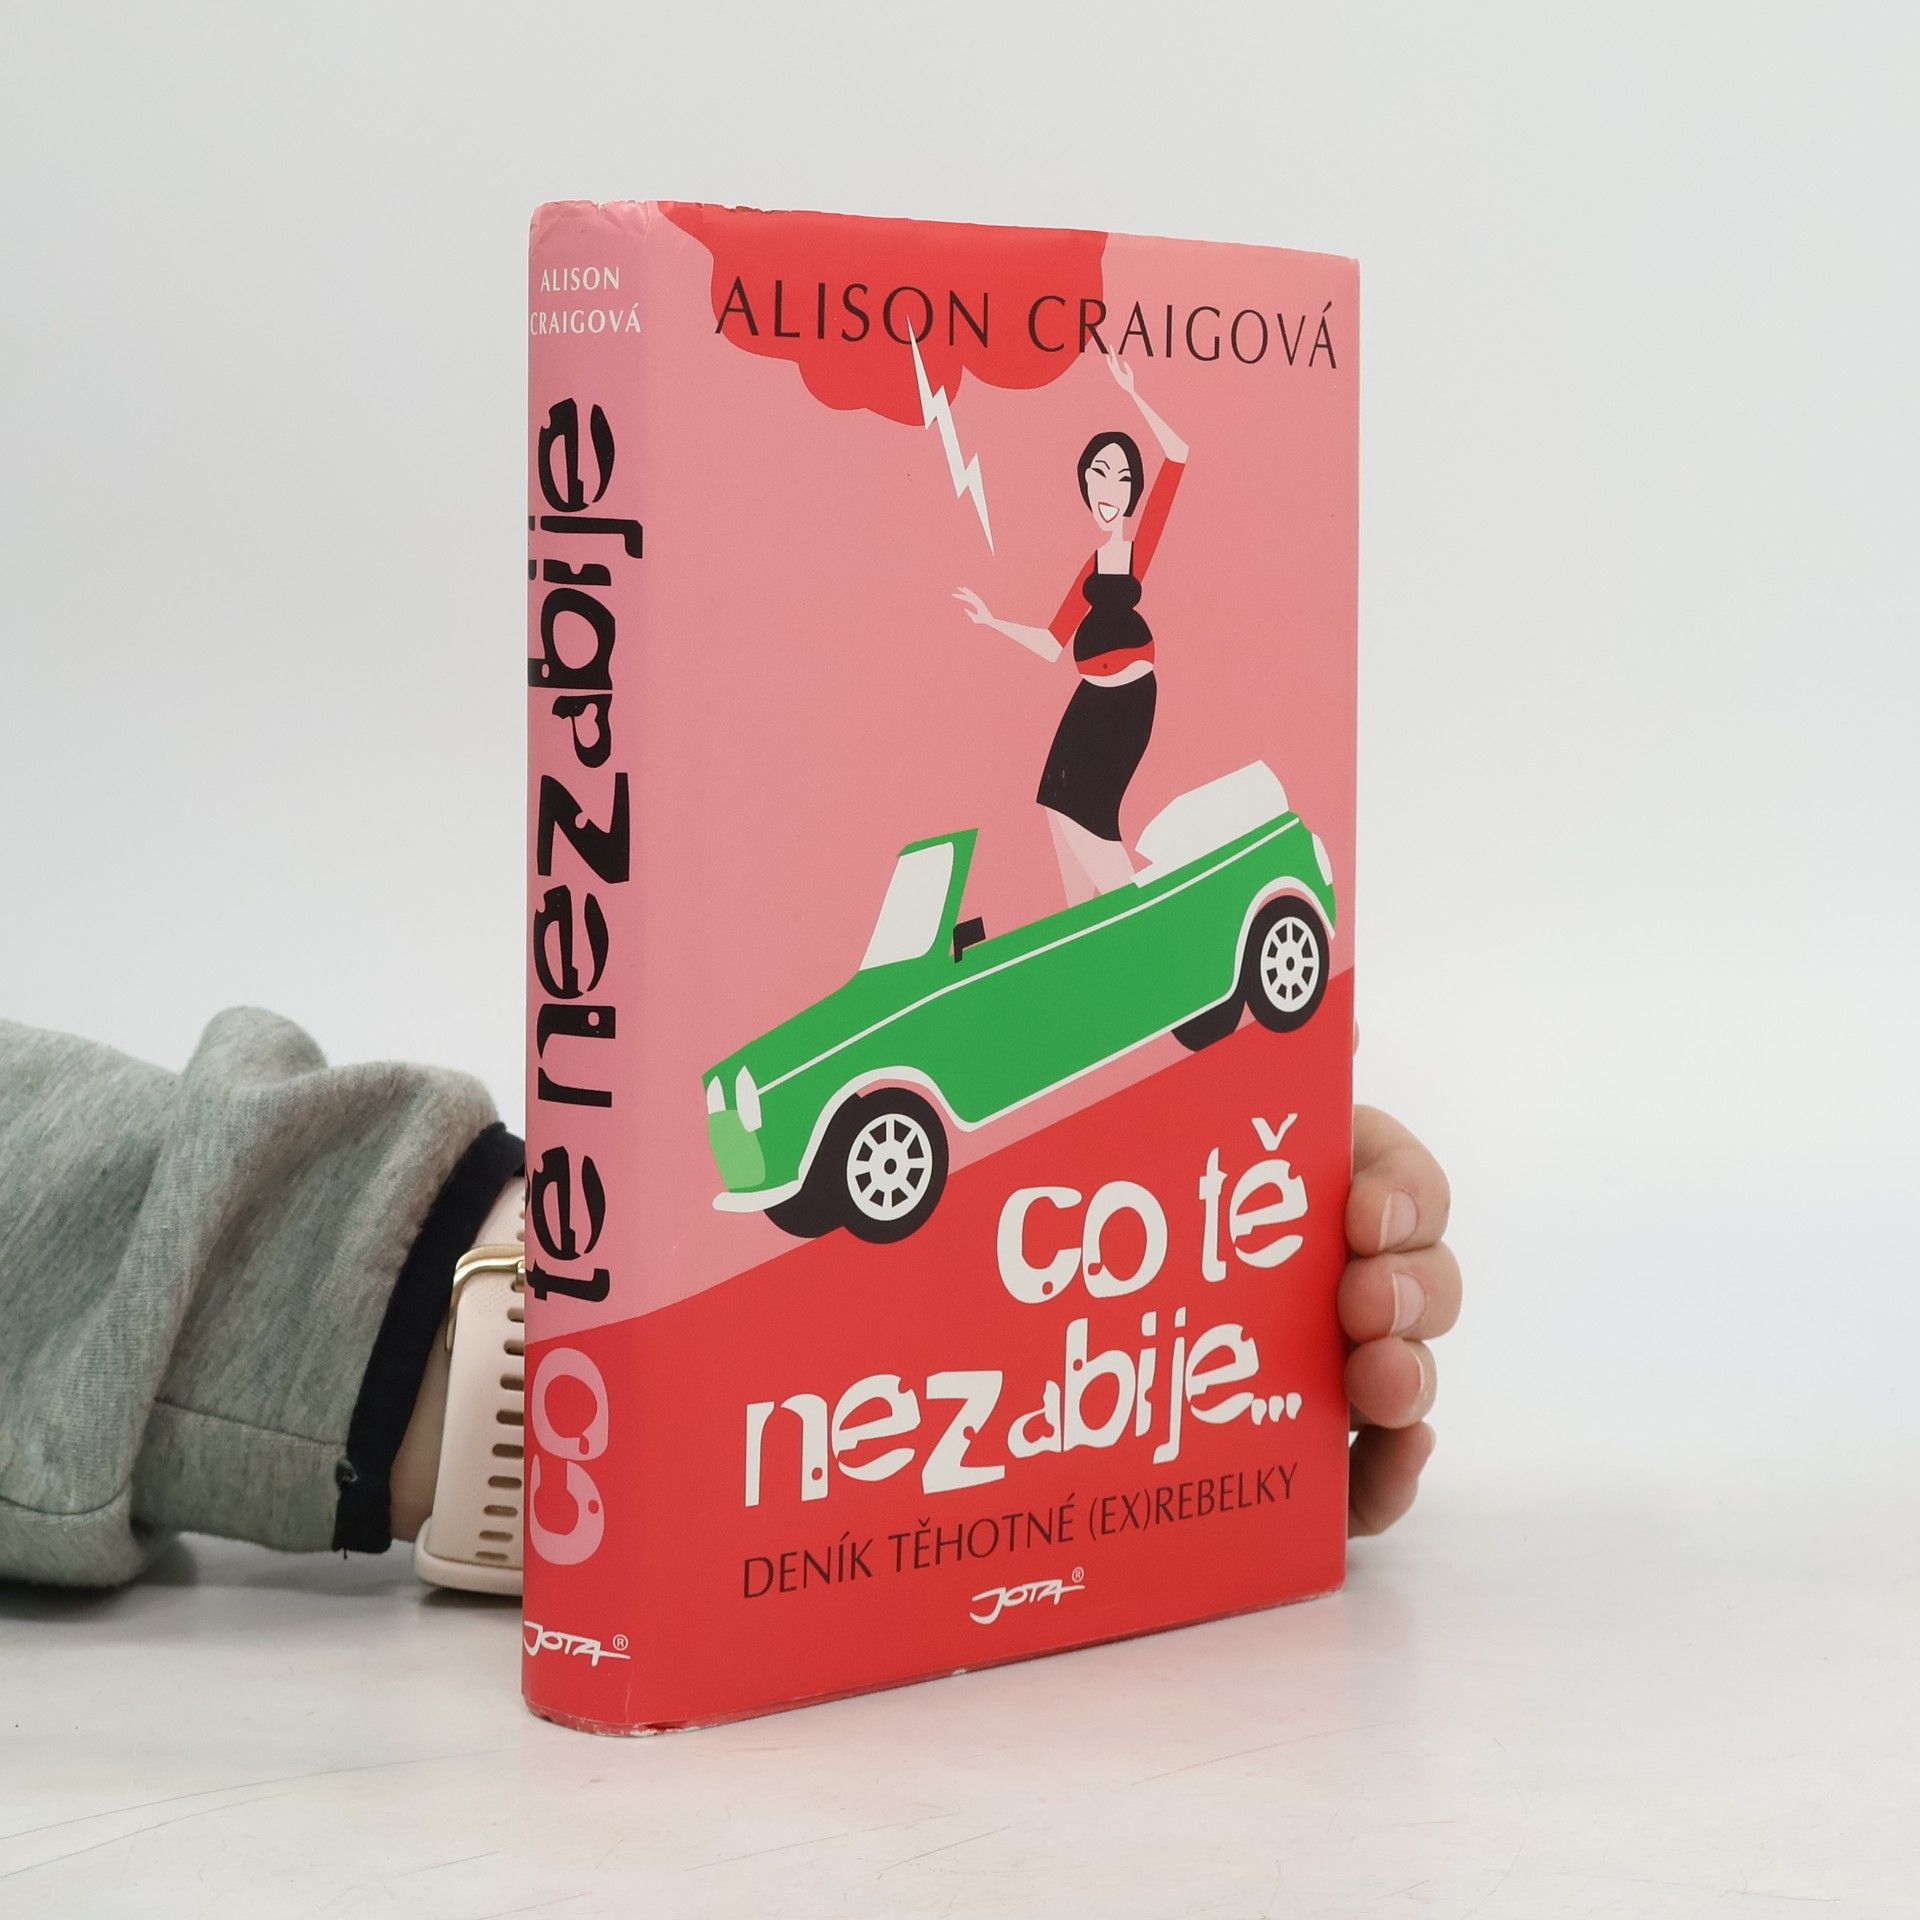 ALISON
CRAIGOVÁ
co tě nezabije
JOTA®
ALISON CRAIGOVÁ
co tě
nezabije...
DENÍK TĚHOTNÉ (EX)REBELKY
JOTA®